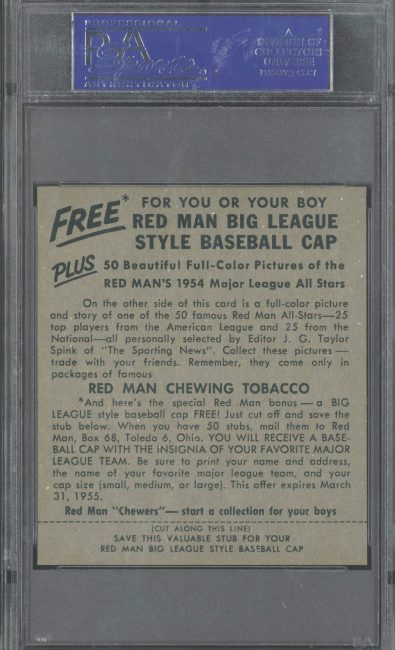 PROFESSIONAL
PSA
Sports
AUTHENTICATOR
A
DIVISION OF
COLLECTORS
UNIVERSE
NASDAQ: CLCT
FREE*
FOR YOU OR YOUR BOY
RED MAN BIG LEAGUE
STYLE BASEBALL CAP
PLUS
50 Beautiful Full-Color Pictures of the
RED MAN'S 1954 Major League All Stars
On the other side of this card is a full-color picture
and story of one of the 50 famous Red Man All-Stars—25
top players from the American League and 25 from the
National—all personally selected by Editor J. G. Taylor
Spink of "The Sporting News". Collect these pictures—
trade with your friends. Remember, they come only in
packages of famous
RED MAN CHEWING TOBACCO
*And here's the special Red Man bonus — a BIG
LEAGUE style baseball cap FREE! Just cut off and save the
stub below. When you have 50 stubs, mail them to Red
Man, Box 68, Toledo 6, Ohio. YOU WILL RECEIVE A BASE-
BALL CAP WITH THE INSIGNIA OF YOUR FAVORITE MAJOR
LEAGUE TEAM. Be sure to print your name and address,
the name of your favorite major league team, and your
cap size (small, medium, or large). This offer expires March
31, 1955.
Red Man "Chewers"— start a collection for your boys
(CUT ALONG THIS LINE)
SAVE THIS VALUABLE STUB FOR YOUR
RED MAN BIG LEAGUE STYLE BASEBALL CAP